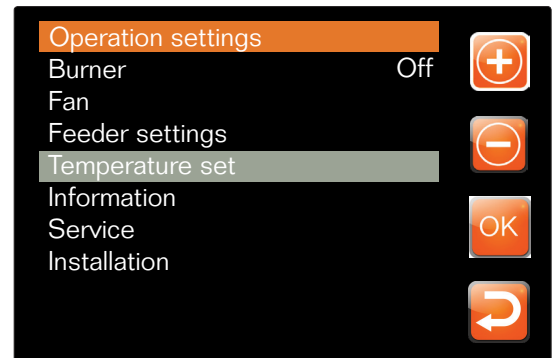 Operation settings
Burner Off
Fan
Feeder settings
Temperature set
Information
Service
Installation
OK